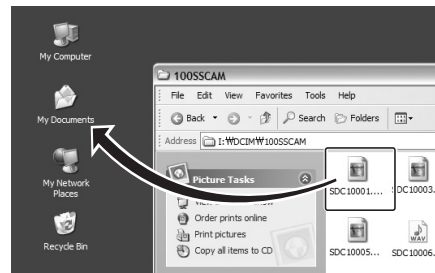 My Computer
My Documents
My Network
Places
Recycle Bin
100SSCAM
File Edit View Favorites Tools Help
Back Search Folders
Address I:₩DCIM₩100SSCAM
Picture Tasks
Order prints online
Print pictures
Copy all items to CD
SDC10001....
SDC10003.
WAV
SDC10005...
SDC10006.